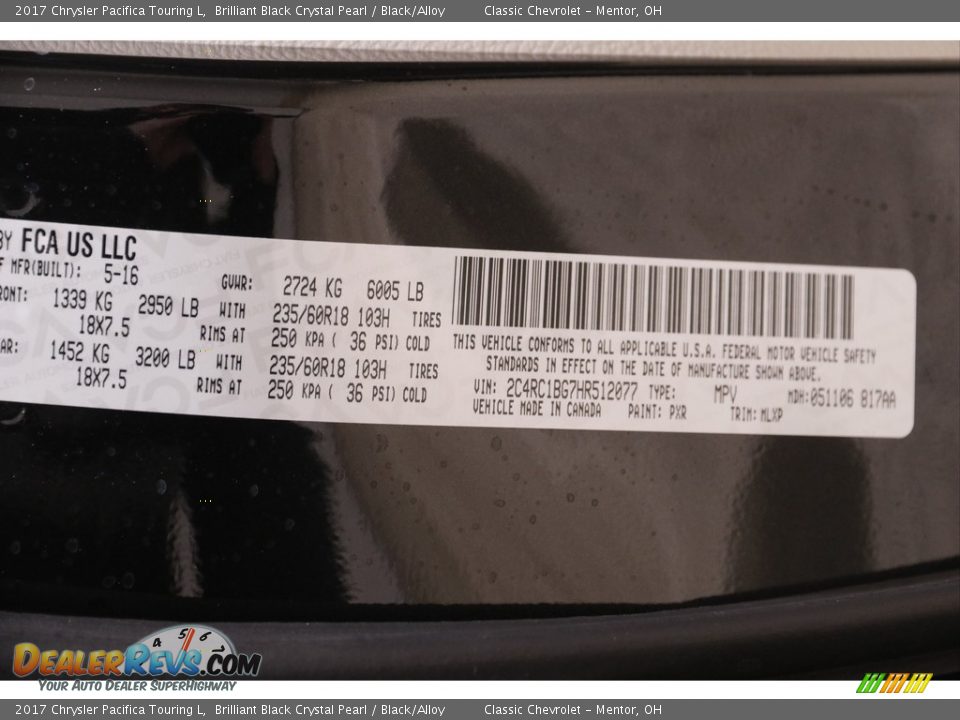 2017 Chrysler Pacifica Touring L, Brilliant Black Crystal Pearl / Black/Alloy Classic Chevrolet - Mentor, OH
BY FCA US LLC
F MFR(BUILT): 5-16
GVWR: 2724 KG 6005 LB
RONT: 1339 KG 2950 LB WITH 235/60R18 103H TIRES
18X7.5 RIMS AT 250 KPA ( 36 PSI) COLD
AR: 1452 KG 3200 LB WITH 235/60R18 103H TIRES
18X7.5 RIMS AT 250 KPA ( 36 PSI) COLD
THIS VEHICLE CONFORMS TO ALL APPLICABLE U.S.A. FEDERAL MOTOR VEHICLE SAFETY
STANDARDS IN EFFECT ON THE DATE OF MANUFACTURE SHOWN ABOVE.
VIN: 2C4RC1BG7HR512077 TYPE: MPV MDH:051106 817AA
VEHICLE MADE IN CANADA PAINT: PXR TRIM: MLXP
4 5 6
DEALERREVS.COM
YOUR AUTO DEALER SUPERHIGHWAY
2017 Chrysler Pacifica Touring L, Brilliant Black Crystal Pearl / Black/Alloy Classic Chevrolet - Mentor, OH